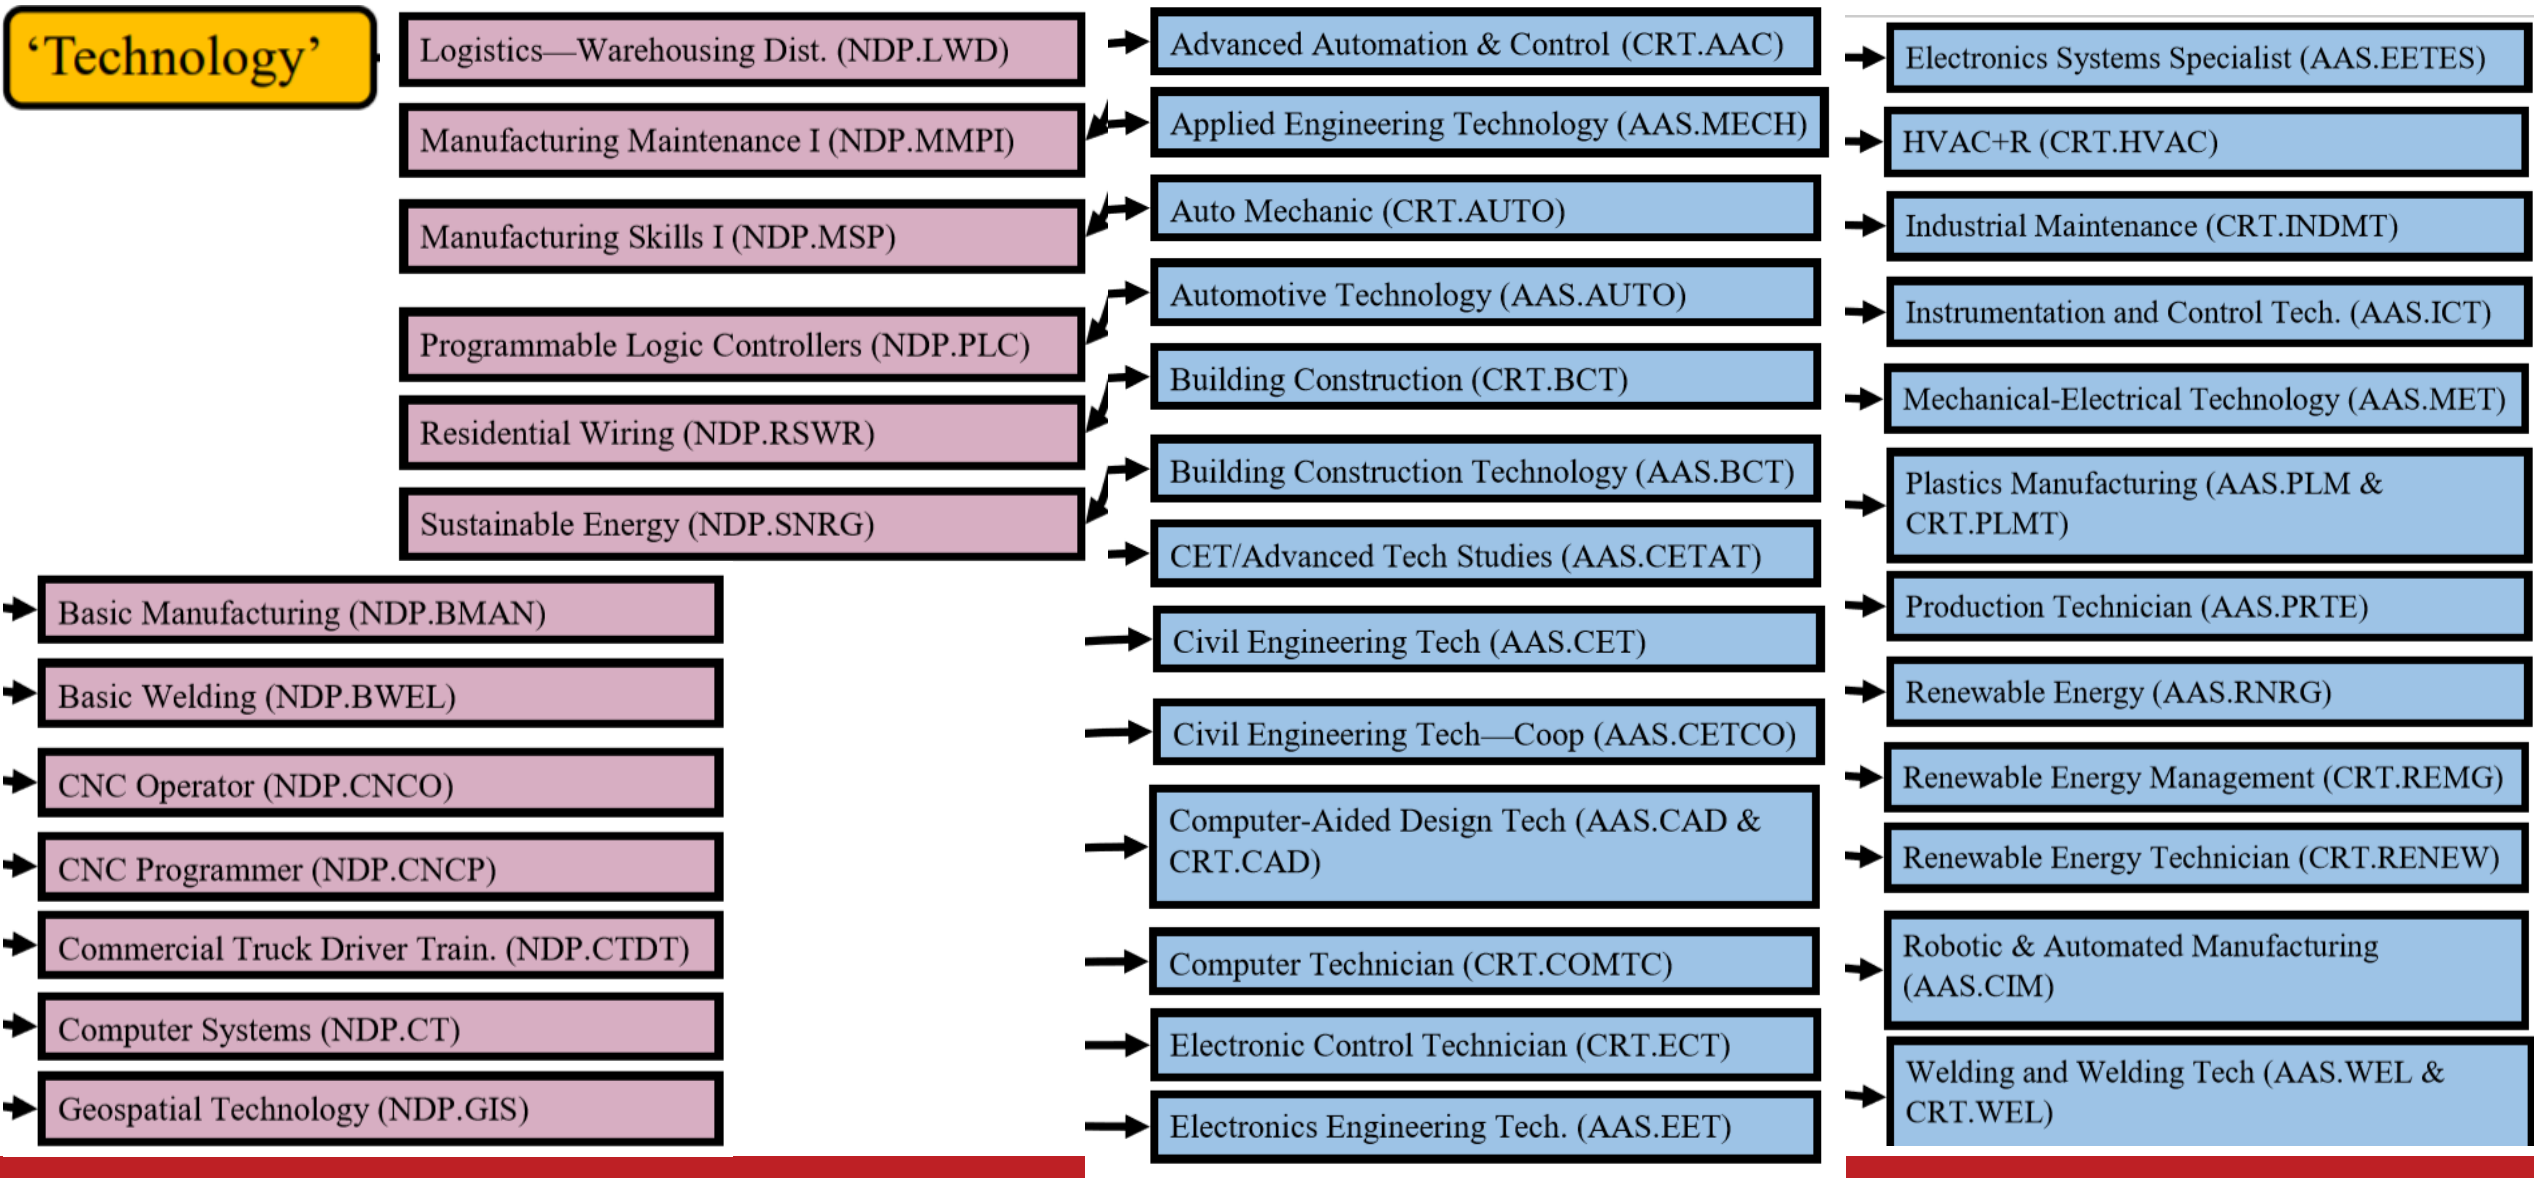 ‘Technology’
Logistics—Warehousing Dist. (NDP.LWD)
Manufacturing Maintenance I (NDP.MMPI)
Manufacturing Skills I (NDP.MSP)
Programmable Logic Controllers (NDP.PLC)
Residential Wiring (NDP.RSWR)
Sustainable Energy (NDP.SNRG)
Basic Manufacturing (NDP.BMAN)
Basic Welding (NDP.BWEL)
CNC Operator (NDP.CNCO)
CNC Programmer (NDP.CNCP)
Commercial Truck Driver Train. (NDP.CTDT)
Computer Systems (NDP.CT)
Geospatial Technology (NDP.GIS)
Advanced Automation & Control (CRT.AAC)
Applied Engineering Technology (AAS.MECH)
Auto Mechanic (CRT.AUTO)
Automotive Technology (AAS.AUTO)
Building Construction (CRT.BCT)
Building Construction Technology (AAS.BCT)
CET/Advanced Tech Studies (AAS.CETAT)
Civil Engineering Tech (AAS.CET)
Civil Engineering Tech—Coop (AAS.CETCO)
Computer-Aided Design Tech (AAS.CAD &
CRT.CAD)
Computer Technician (CRT.COMTC)
Electronic Control Technician (CRT.ECT)
Electronics Engineering Tech. (AAS.EET)
Electronics Systems Specialist (AAS.EETES)
HVAC+R (CRT.HVAC)
Industrial Maintenance (CRT.INDMT)
Instrumentation and Control Tech. (AAS.ICT)
Mechanical-Electrical Technology (AAS.MET)
Plastics Manufacturing (AAS.PLM &
CRT.PLMT)
Production Technician (AAS.PRTE)
Renewable Energy (AAS.RNRG)
Renewable Energy Management (CRT.REMG)
Renewable Energy Technician (CRT.RENEW)
Robotic & Automated Manufacturing
(AAS.CIM)
Welding and Welding Tech (AAS.WEL &
CRT.WEL)